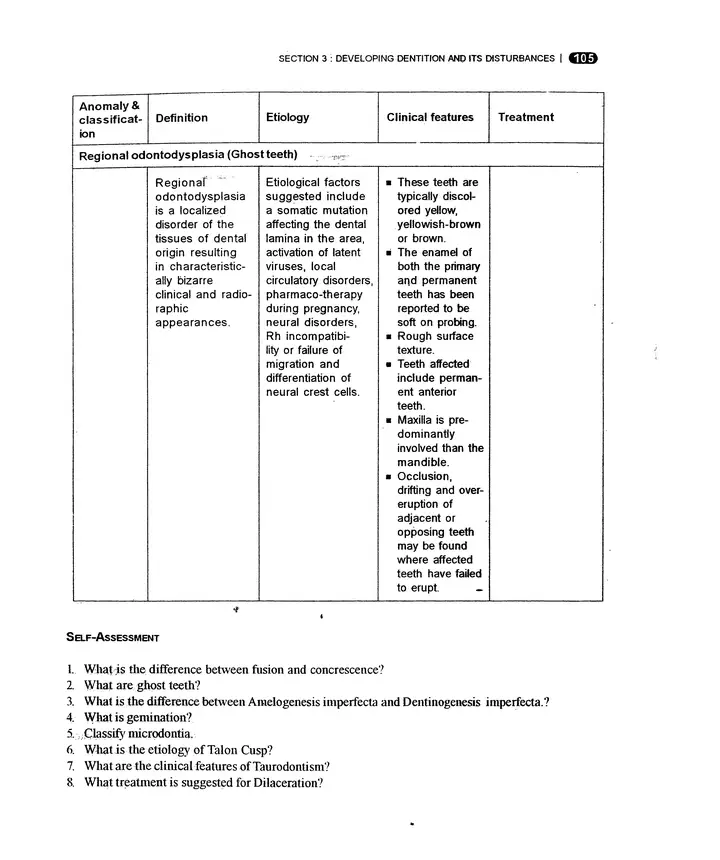 SECTION 3 : DEVELOPING DENTITION AND ITS DISTURBANCES | 105
Anomaly &
classificat-
ion
Definition
Etiology
Clinical features
Treatment
Regional odontodysplasia (Ghost teeth)
Regional
odontodysplasia
is a localized
disorder of the
tissues of dental
origin resulting
in characteristic-
ally bizarre
clinical and radio-
raphic
appearances.
Etiological factors
suggested include
a somatic mutation
affecting the dental
lamina in the area,
activation of latent
viruses, local
circulatory disorders,
pharmaco-therapy
during pregnancy,
neural disorders,
Rh incompatibi-
lity or failure of
migration and
differentiation of
neural crest cells.
■ These teeth are
typically discol-
ored yellow,
yellowish-brown
or brown.
■ The enamel of
both the primary
and permanent
teeth has been
reported to be
soft on probing.
■ Rough surface
texture.
■ Teeth affected
include perman-
ent anterior
teeth.
■ Maxilla is pre-
dominantly
involved than the
mandible.
■ Occlusion,
drifting and over-
eruption of
adjacent or
opposing teeth
may be found
where affected
teeth have failed
to erupt.
SELF-ASSESSMENT
1. What is the difference between fusion and concrescence?
2. What are ghost teeth?
3. What is the difference between Amelogenesis imperfecta and Dentinogenesis imperfecta.?
4. What is gemination?
5. Classify microdontia.
6. What is the etiology of Talon Cusp?
7. What are the clinical features of Taurodontism?
8. What treatment is suggested for Dilaceration?